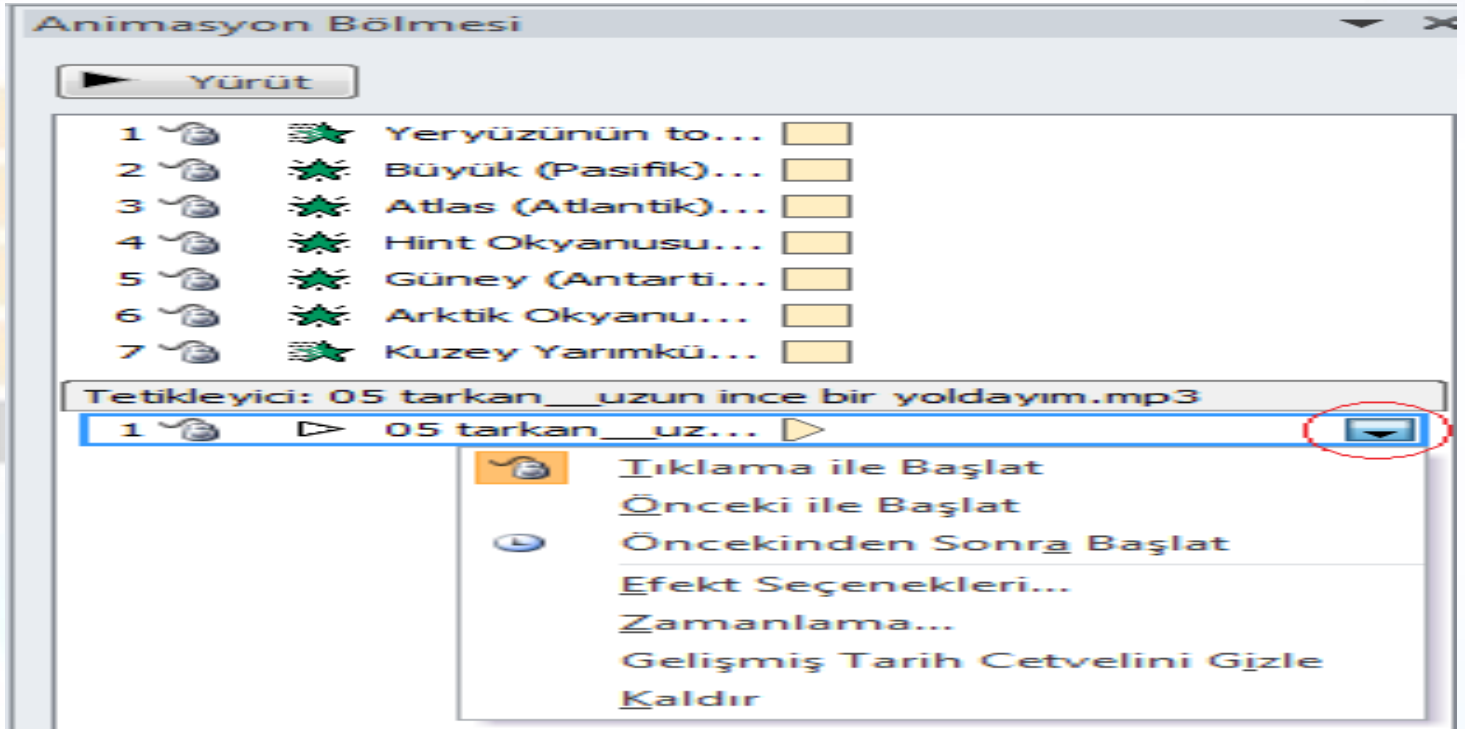 Animasyon Bölmesi
Yürüt
1 Yeryüzünün to...
2 Büyük (Pasifik)...
3 Atlas (Atlantik)...
4 Hint Okyanusu...
5 Güney (Antarti...
6 Arktik Okyanu...
7 Kuzey Yarımkü...
Tetikleyici: 05 tarkan__uzun ince bir yoldayım.mp3
1 05 tarkan__uz...
Tıklama ile Başlat
Önceki ile Başlat
Öncekinden Sonra Başlat
Efekt Seçenekleri...
Zamanlama...
Gelişmiş Tarih Cetvelini Gizle
Kaldır